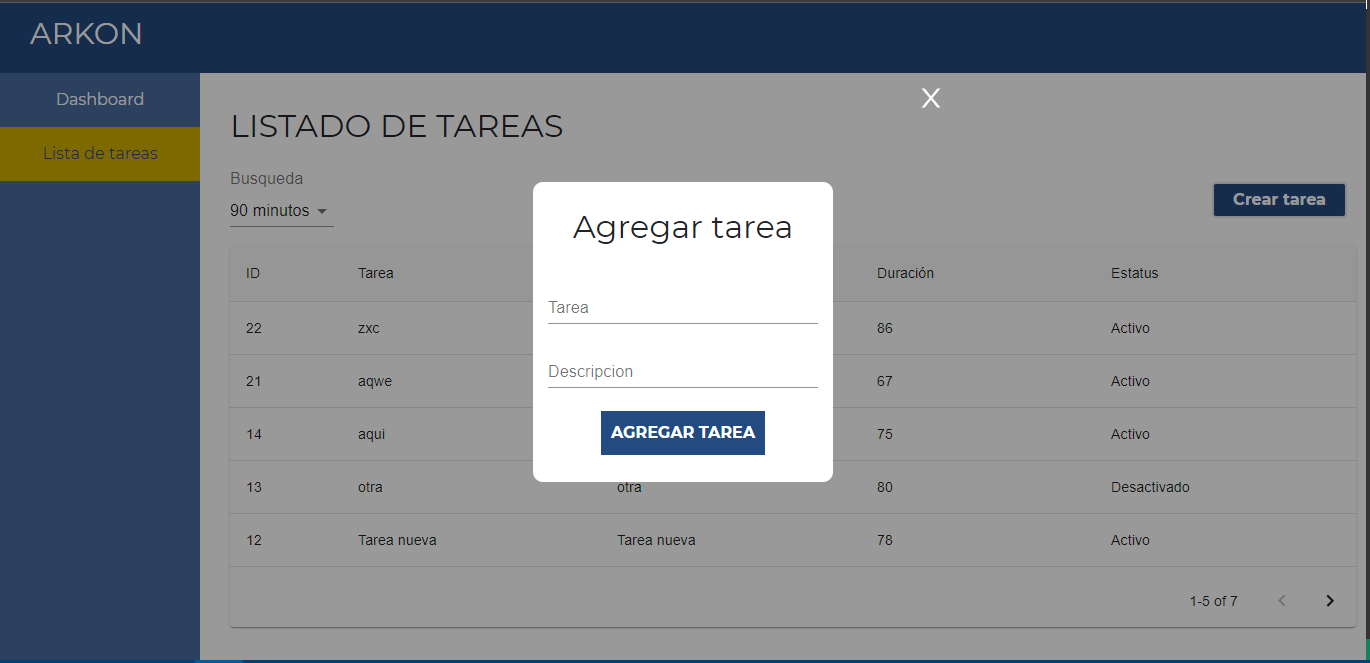 ARKON
Dashboard
Lista de tareas
X
LISTADO DE TAREAS
Busqueda
90 minutos
Crear tarea
Agregar tarea
Tarea
Descripcion
AGREGAR TAREA
ID Tarea Duración Estatus
22 zxc 86 Activo
21 aqwe 67 Activo
14 aqui 75 Activo
13 otra otra 80 Desactivado
12 Tarea nueva Tarea nueva 78 Activo
1-5 of 7